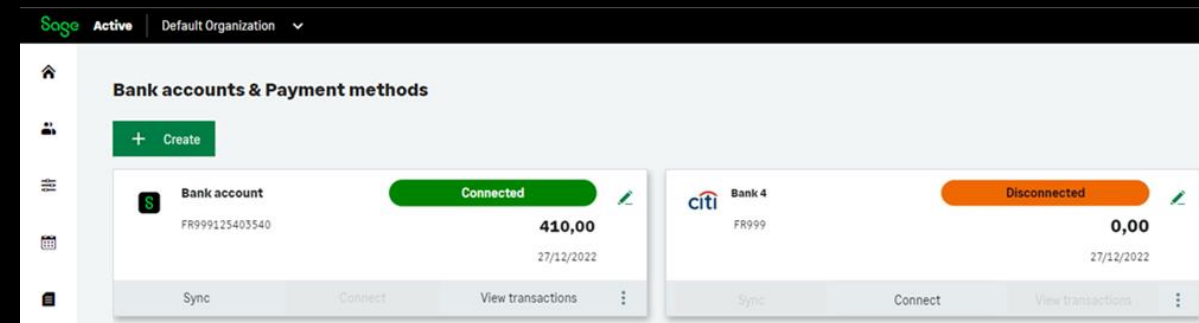 Sage Active Default Organization
Bank accounts & Payment methods
+ Create
S Bank account Connected
FR999125403540 410,00
27/12/2022
Sync Connect View transactions
citi Bank 4 Disconnected
FR999 0,00
27/12/2022
Sync Connect View transactions